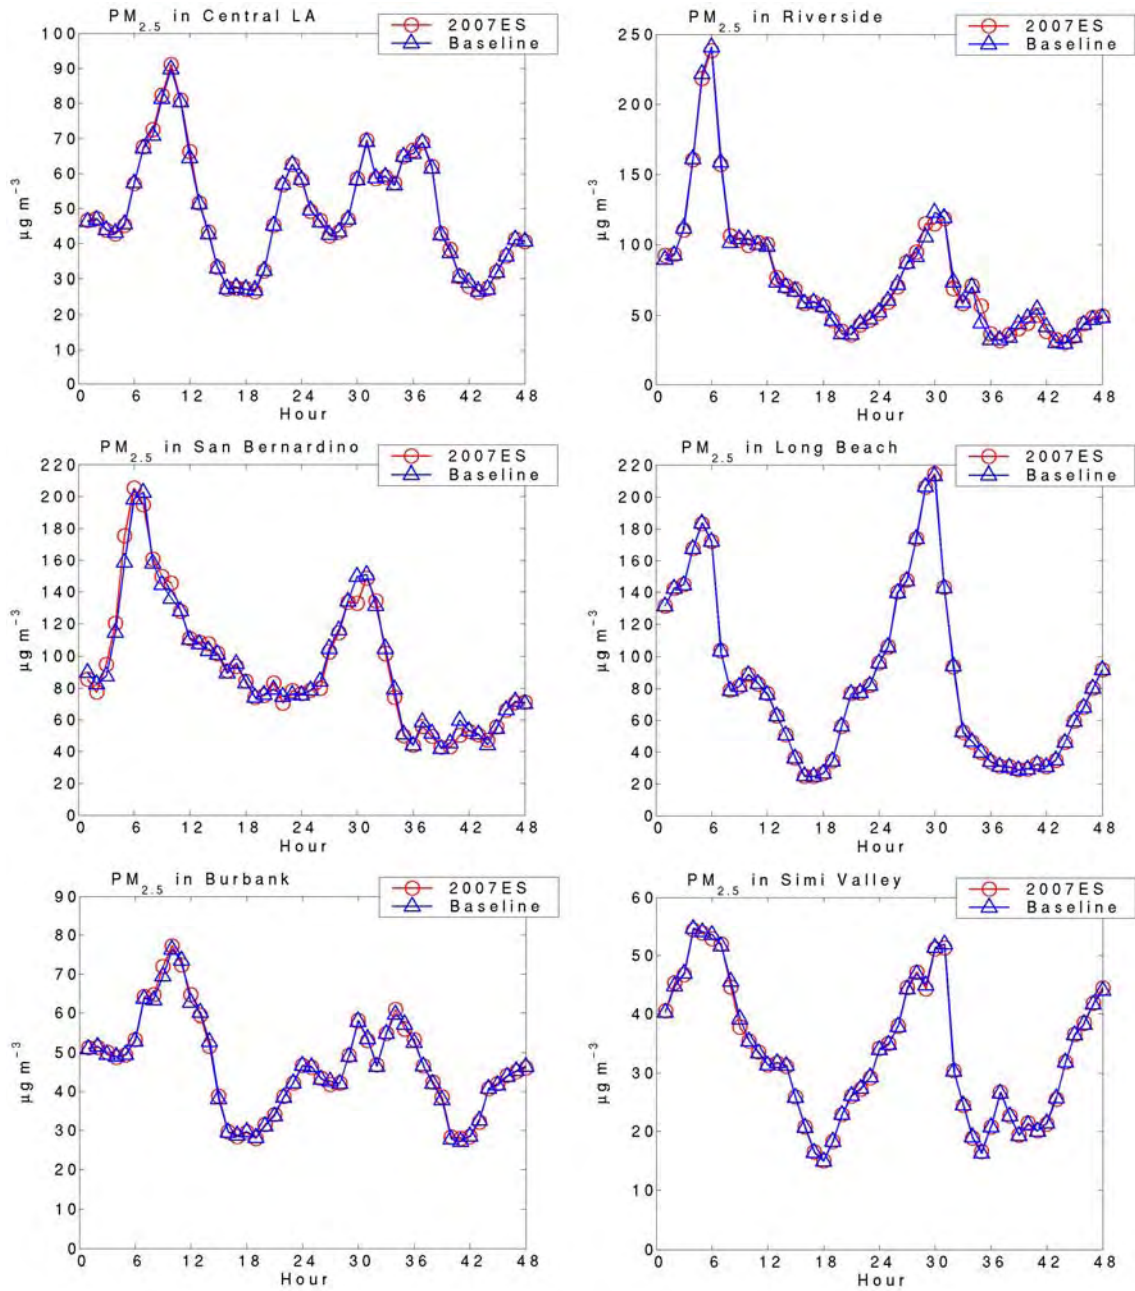 PM2.5 in Central LA
2007ES
Baseline
100
90
80
70
60
50
40
30
20
10
0
μg m−3
0 6 12 18 24 30 36 42 48
Hour
PM2.5 in Riverside
2007ES
Baseline
250
200
150
100
50
0
μg m−3
0 6 12 18 24 30 36 42 48
Hour
PM2.5 in San Bernardino
2007ES
Baseline
220
200
180
160
140
120
100
80
60
40
20
0
μg m−3
0 6 12 18 24 30 36 42 48
Hour
PM2.5 in Long Beach
2007ES
Baseline
220
200
180
160
140
120
100
80
60
40
20
0
μg m−3
0 6 12 18 24 30 36 42 48
Hour
PM2.5 in Burbank
2007ES
Baseline
90
80
70
60
50
40
30
20
10
0
μg m−3
0 6 12 18 24 30 36 42 48
Hour
PM2.5 in Simi Valley
2007ES
Baseline
60
50
40
30
20
10
0
μg m−3
0 6 12 18 24 30 36 42 48
Hour